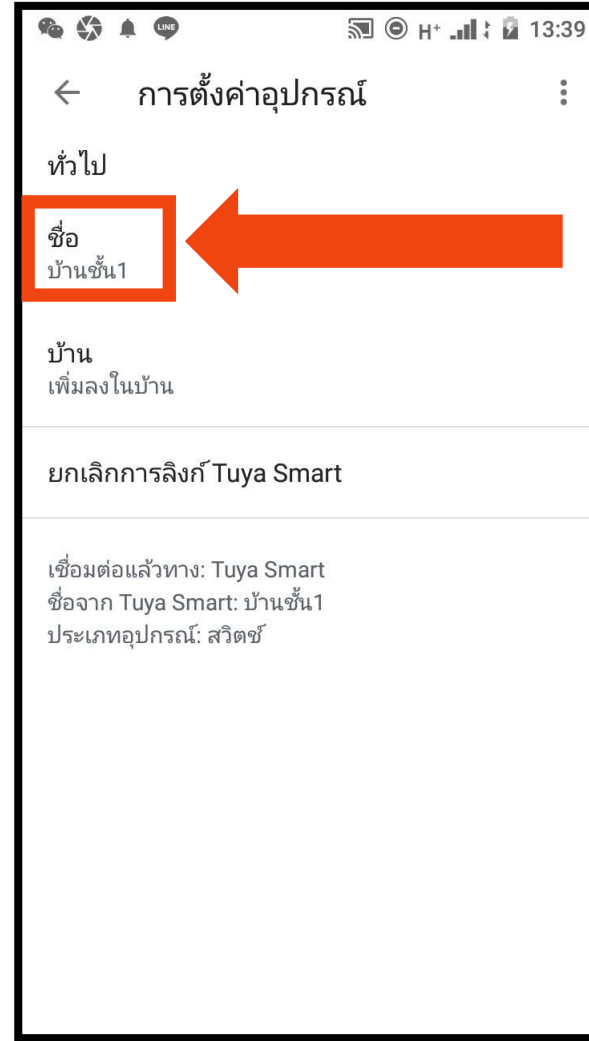 LINE H+ 13:39
การตั้งค่าอุปกรณ์
ทั่วไป
ชื่อ
บ้านชั้น1
บ้าน
เพิ่มลงในบ้าน
ยกเลิกการลิงก์ Tuya Smart
เชื่อมต่อแล้วทาง: Tuya Smart
ชื่อจาก Tuya Smart: บ้านชั้น1
ประเภทอุปกรณ์: สวิตช์